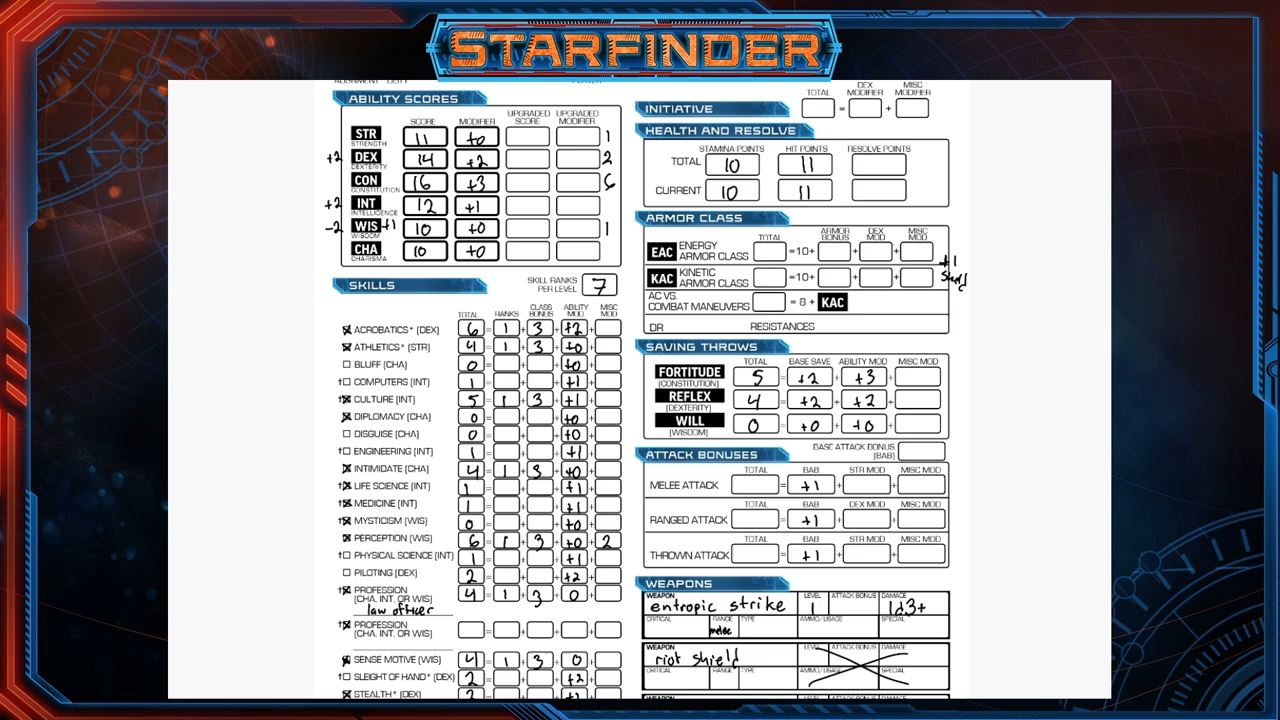 STARFINDER
ABILITY SCORES
SCORE MODIFIER UPGRADED SCORE UPGRADED MODIFIER
STR STRENGTH 11 +0 1
+2 DEX DEXTERITY 14 +2 2
CON CONSTITUTION 16 +3 6
+2 INT INTELLIGENCE 12 +1
-2 WIS WISDOM +1 10 +0 1
CHA CHARISMA 10 +0
SKILLS
SKILL RANKS PER LEVEL 7
TOTAL RANKS CLASS BONUS ABILITY MOD MISC MOD
ACROBATICS* (DEX) 6 = 1 + 3 + +2 +
ATHLETICS* (STR) 4 = 1 + 3 + +0 +
BLUFF (CHA) 0 = + + +0 +
†COMPUTERS (INT) 1 = + + +1 +
†CULTURE (INT) 5 = 1 + 3 + +1 +
DIPLOMACY (CHA) 0 = + + +0 +
DISGUISE (CHA) 0 = + + +0 +
†ENGINEERING (INT) 1 = + + +1 +
INTIMIDATE (CHA) 4 = 1 + 3 + +0 +
†LIFE SCIENCE (INT) 1 = + + +1 +
†MEDICINE (INT) 1 = + + +1 +
†MYSTICISM (WIS) 0 = + + +0 +
PERCEPTION (WIS) 6 = 1 + 3 + +0 + 2
†PHYSICAL SCIENCE (INT) 1 = + + +1 +
PILOTING (DEX) 2 = + + +2 +
†PROFESSION (CHA, INT, OR WIS) 4 = 1 + 3 + 0 +
law officer
†PROFESSION (CHA, INT, OR WIS) = + + +
SENSE MOTIVE (WIS) 4 = 1 + 3 + 0 +
†SLEIGHT OF HAND* (DEX) 2 = + + +2 +
STEALTH* (DEX) 2 +2
INITIATIVE
TOTAL DEX MODIFIER MISC MODIFIER
= +
HEALTH AND RESOLVE
STAMINA POINTS HIT POINTS RESOLVE POINTS
TOTAL 10 11
CURRENT 10 11
ARMOR CLASS
TOTAL ARMOR BONUS DEX MOD MISC MOD
EAC ENERGY ARMOR CLASS =10+ + +
KAC KINETIC ARMOR CLASS =10+ + +
+1
AC VS. COMBAT MANEUVERS = 8 + KAC
DR RESISTANCES
SAVING THROWS
TOTAL BASE SAVE ABILITY MOD MISC MOD
FORTITUDE (CONSTITUTION) 5 = +2 + +3 +
REFLEX (DEXTERITY) 4 = +2 + +2 +
WILL (WISDOM) 0 = +0 + +0 +
BASE ATTACK BONUS (BAB)
ATTACK BONUSES
TOTAL BAB STR MOD MISC MOD
MELEE ATTACK = +1 + +
TOTAL BAB DEX MOD MISC MOD
RANGED ATTACK = +1 + +
TOTAL BAB STR MOD MISC MOD
THROWN ATTACK = +1 + +
WEAPONS
WEAPON LEVEL ATTACK BONUS DAMAGE
entropic strike 1 1d3+
CRITICAL RANGE TYPE AMMO/USAGE SPECIAL
melee
WEAPON LEVEL ATTACK BONUS DAMAGE
riot shield
CRITICAL RANGE TYPE AMMO/USAGE SPECIAL